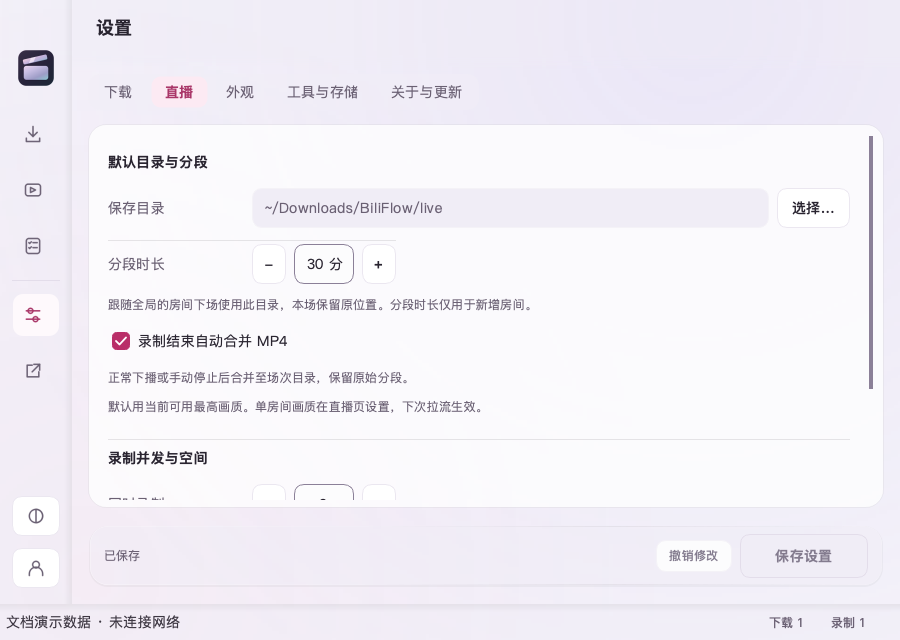 设置
下载 直播 外观 工具与存储 关于与更新
默认目录与分段
保存目录 ~/Downloads/BiliFlow/live 选择...
分段时长 − 30 分 +
跟随全局的房间下场使用此目录，本场保留原位置。分段时长仅用于新增房间。
录制结束自动合并 MP4
正常下播或手动停止后合并至场次目录，保留原始分段。
默认用当前可用最高画质。单房间画质在直播页设置，下次拉流生效。
录制并发与空间
已保存 撤销修改 保存设置
文档演示数据 · 未连接网络 下载 1 录制 1